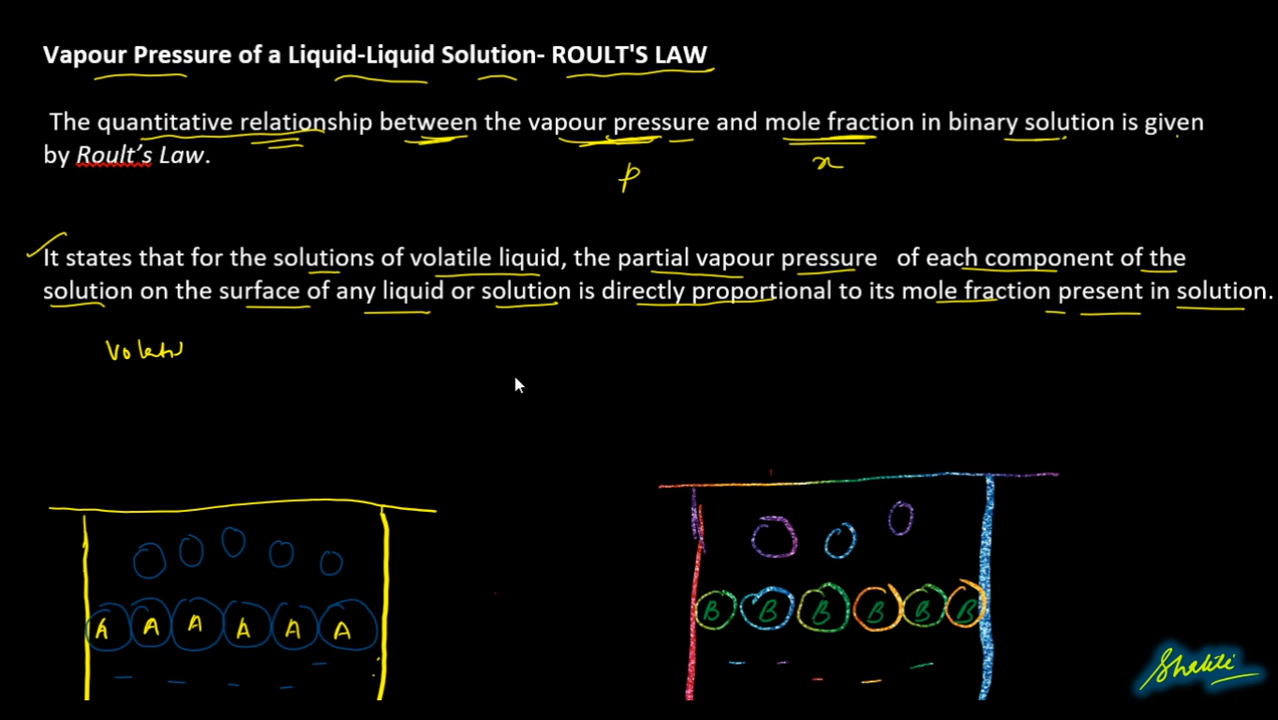 Vapour Pressure of a Liquid-Liquid Solution- ROULT'S LAW
The quantitative relationship between the vapour pressure and mole fraction in binary solution is given
by Roult's Law.
p x
It states that for the solutions of volatile liquid, the partial vapour pressure of each component of the
solution on the surface of any liquid or solution is directly proportional to its mole fraction present in solution.
A A A A A A
B B B B B B